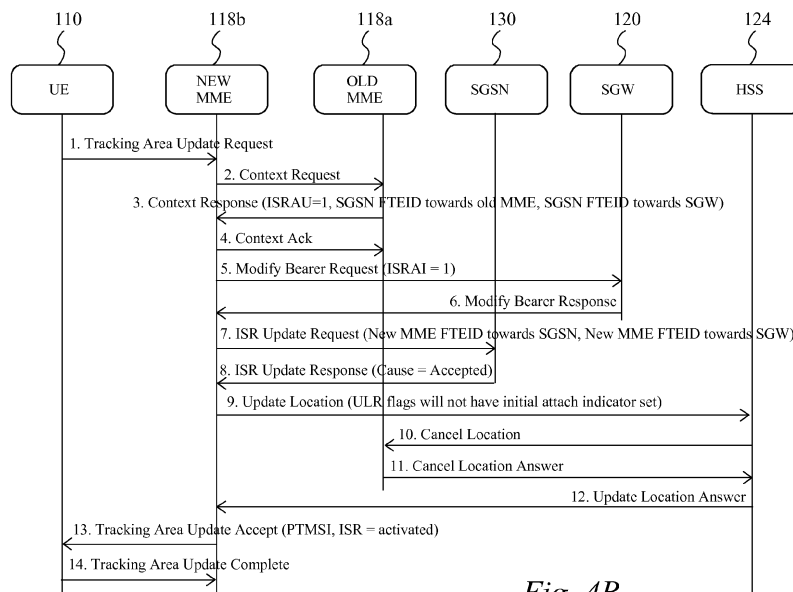 110 118b 118a 130 120 124
UE
NEW
MME
OLD
MME
SGSN
SGW
HSS
1. Tracking Area Update Request
2. Context Request
3. Context Response (ISRAU=1, SGSN FTEID towards old MME, SGSN FTEID towards SGW)
4. Context Ack
5. Modify Bearer Request (ISRAI = 1)
6. Modify Bearer Response
7. ISR Update Request (New MME FTEID towards SGSN, New MME FTEID towards SGW)
8. ISR Update Response (Cause = Accepted)
9. Update Location (ULR flags will not have initial attach indicator set)
10. Cancel Location
11. Cancel Location Answer
12. Update Location Answer
13. Tracking Area Update Accept (PTMSI, ISR = activated)
14. Tracking Area Update Complete
Fig. 4B